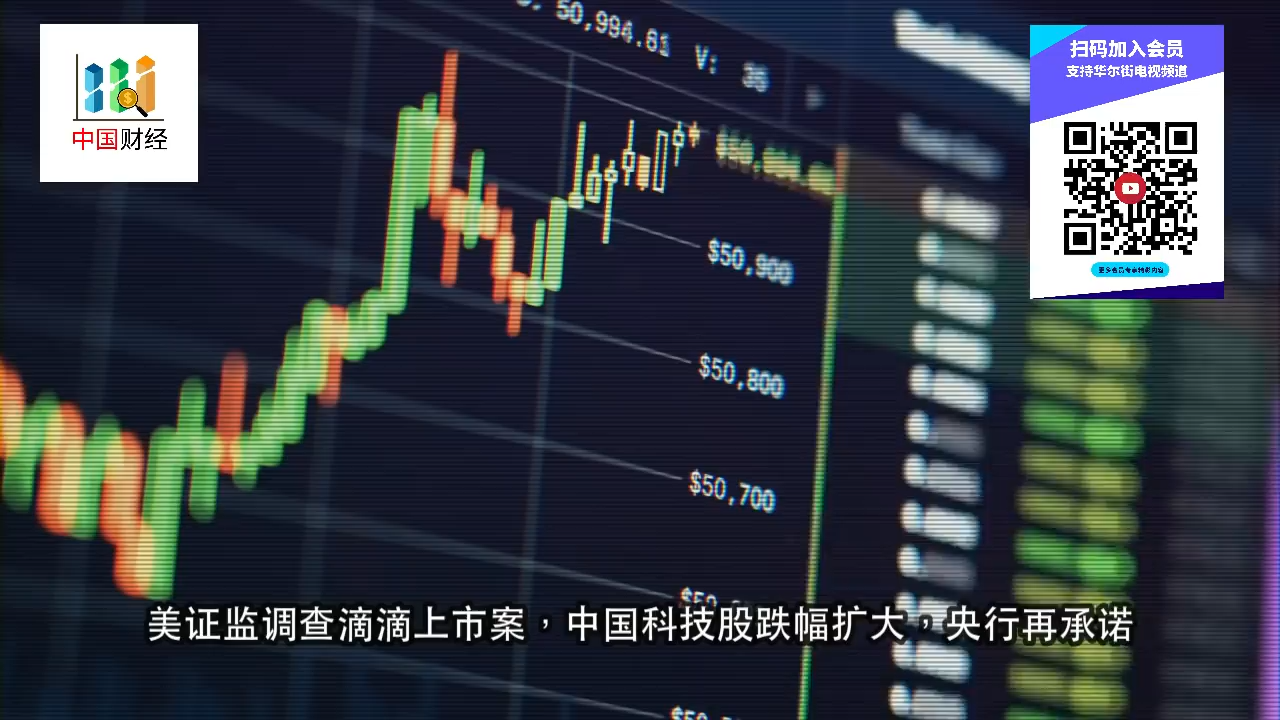 中国财经
50,994.61 V: 35
扫码加入会员
支持华尔街电视频道
$50,900
$50,800
$50,700
美证监调查滴滴上市案，中国科技股跌幅扩大，央行再承诺